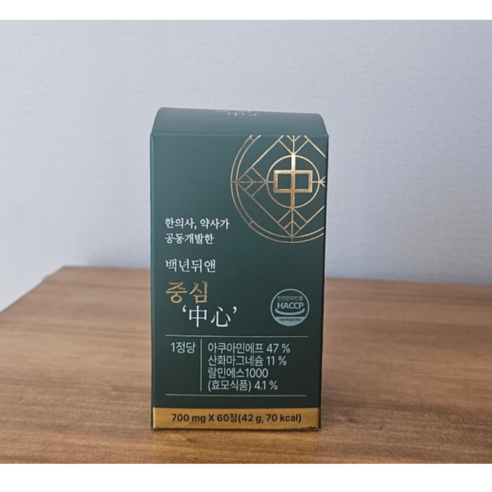 中
한의사, 약사가
공동개발한
백년뒤앤
중심
‘中心’
HACCP
1정당
아쿠아민에프 47 %
산화마그네슘 11 %
랄민에스1000
(효모식품) 4.1 %
700 mg X 60정(42 g, 70 kcal)